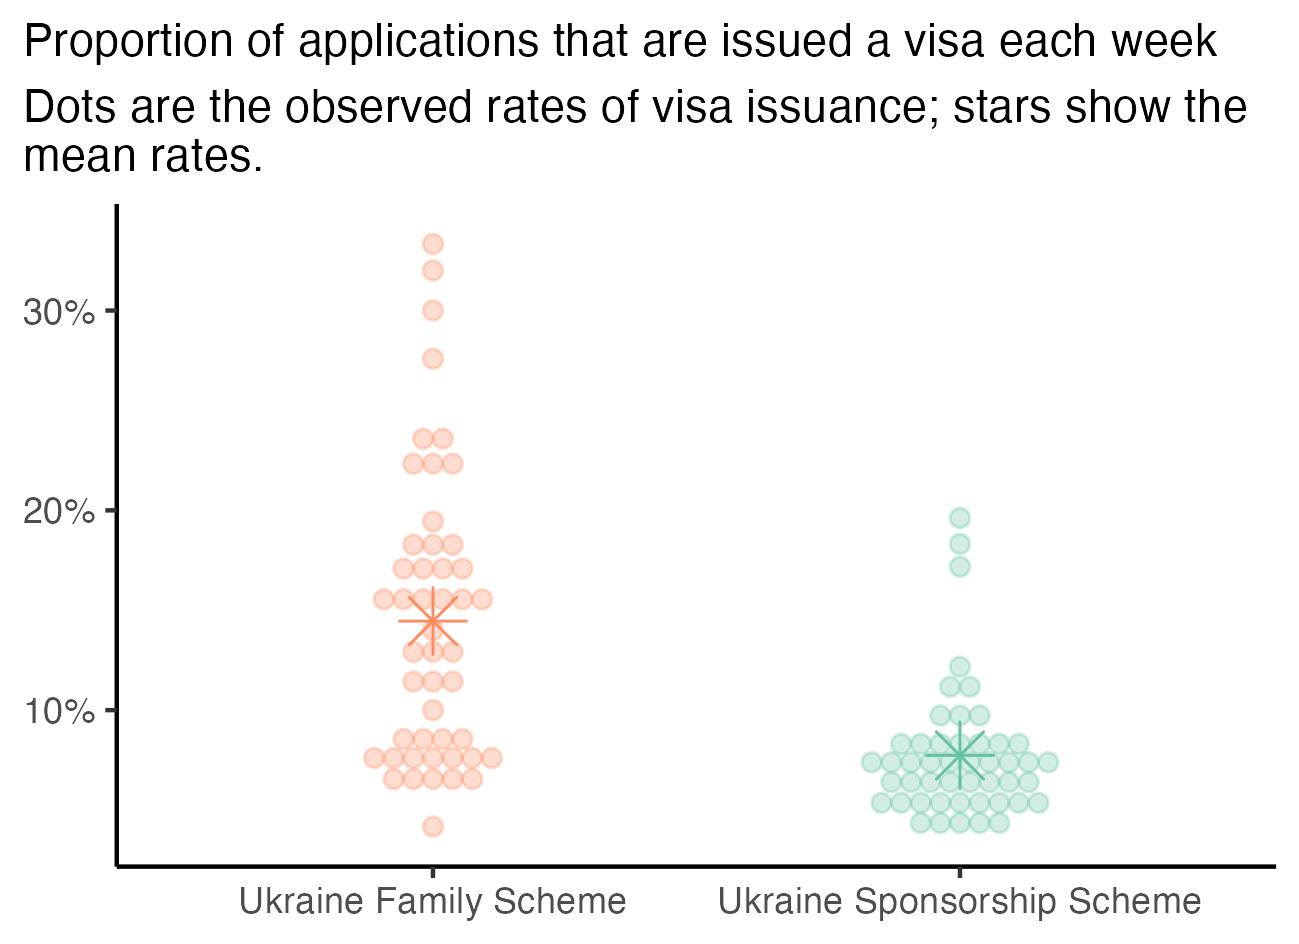 Proportion of applications that are issued a visa each week
Dots are the observed rates of visa issuance; stars show the
mean rates.
30%
20%
10%
Ukraine Family Scheme
Ukraine Sponsorship Scheme